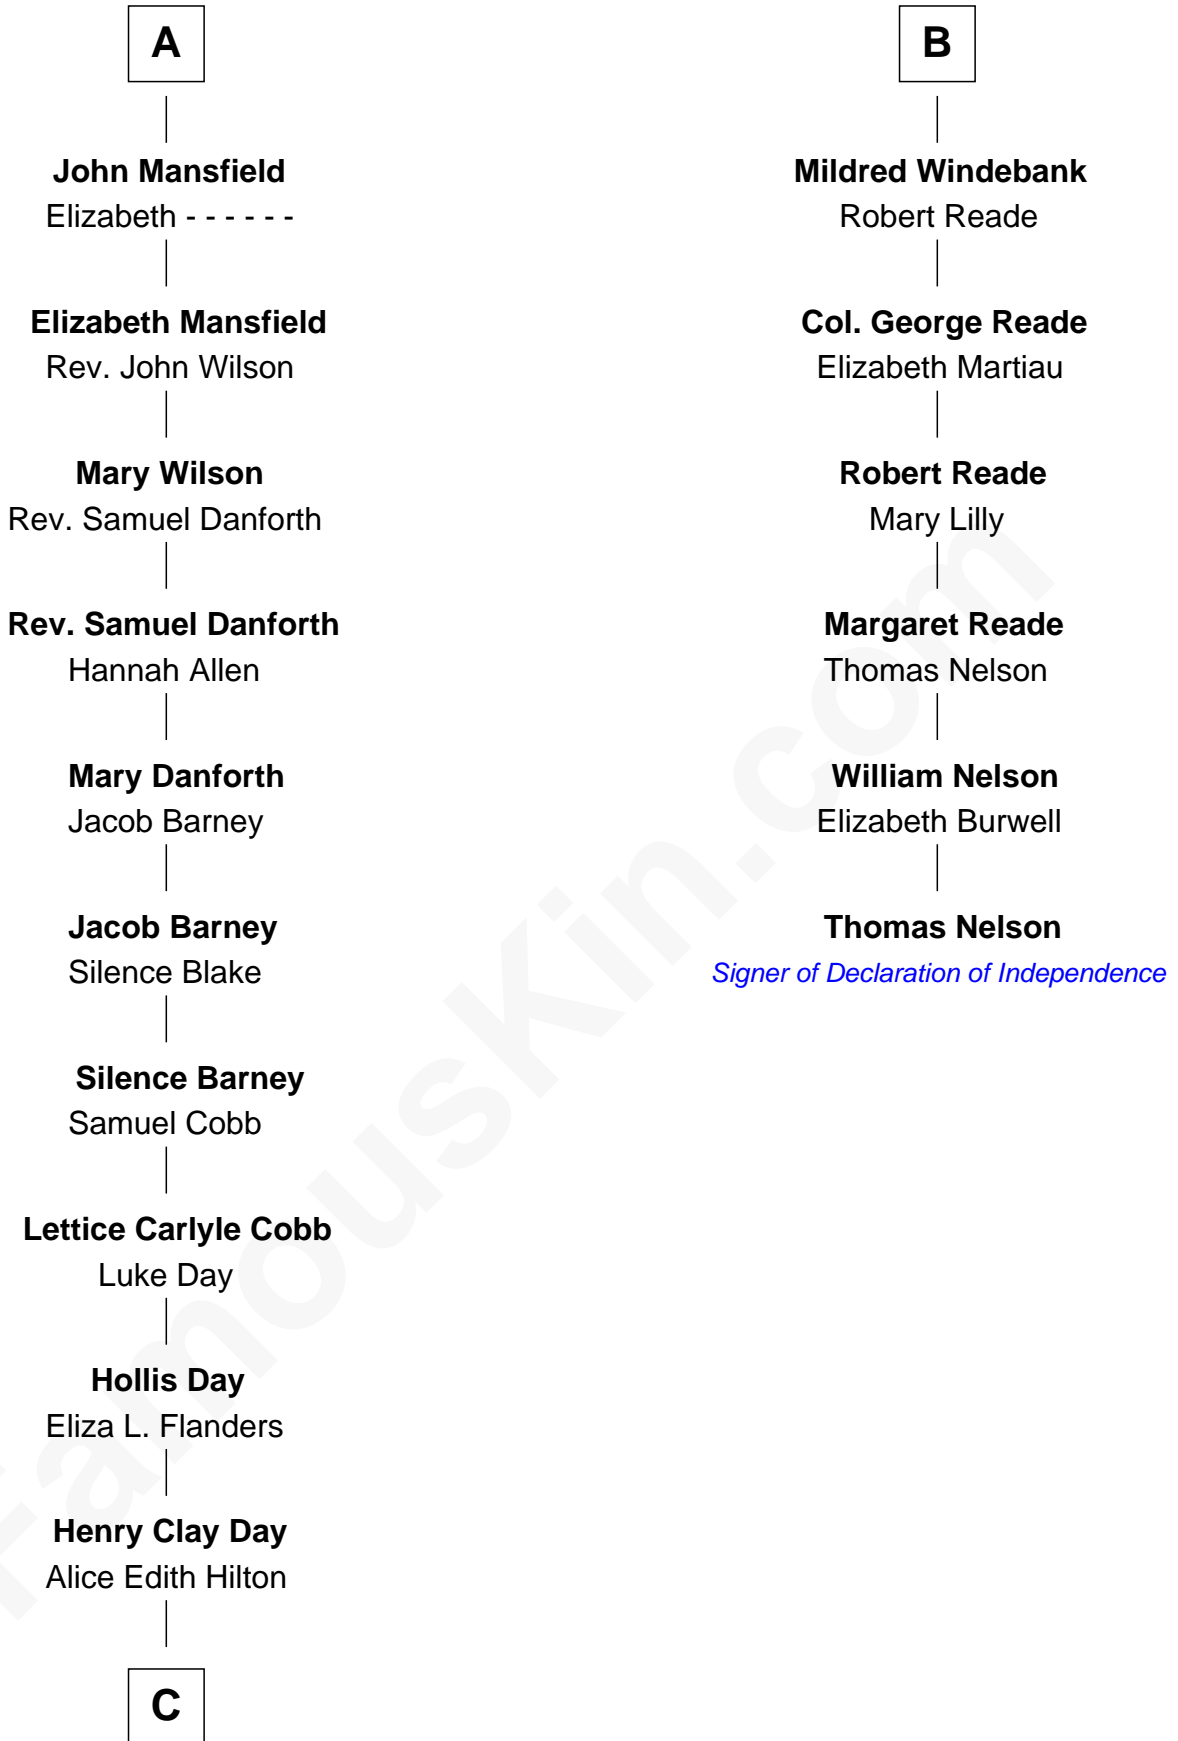 A
John Mansfield
Elizabeth - - - - - -
Elizabeth Mansfield
Rev. John Wilson
Mary Wilson
Rev. Samuel Danforth
Rev. Samuel Danforth
Hannah Allen
Mary Danforth
Jacob Barney
Jacob Barney
Silence Blake
Silence Barney
Samuel Cobb
Lettice Carlyle Cobb
Luke Day
Hollis Day
Eliza L. Flanders
Henry Clay Day
Alice Edith Hilton
C
B
Mildred Windebank
Robert Reade
Col. George Reade
Elizabeth Martiau
Robert Reade
Mary Lilly
Margaret Reade
Thomas Nelson
William Nelson
Elizabeth Burwell
Thomas Nelson
Signer of Declaration of Independence
FamousKin.com